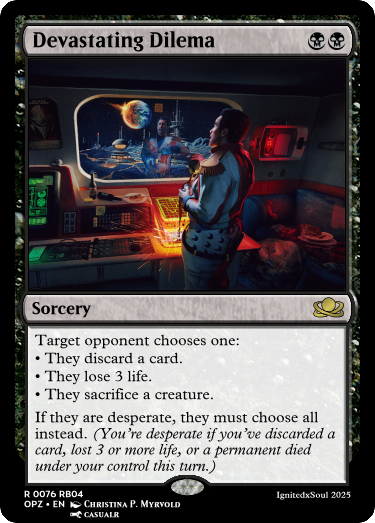 Devastating Dilema
Sorcery
Target opponent chooses one:
• They discard a card.
• They lose 3 life.
• They sacrifice a creature.
If they are desperate, they must choose all
instead. (You're desperate if you've discarded a
card, lost 3 or more life, or a permanent died
under your control this turn.)
R 0076 RB04
OPZ • EN Christina P. Myrvold
CASUALR
IgnitedxSoul 2025